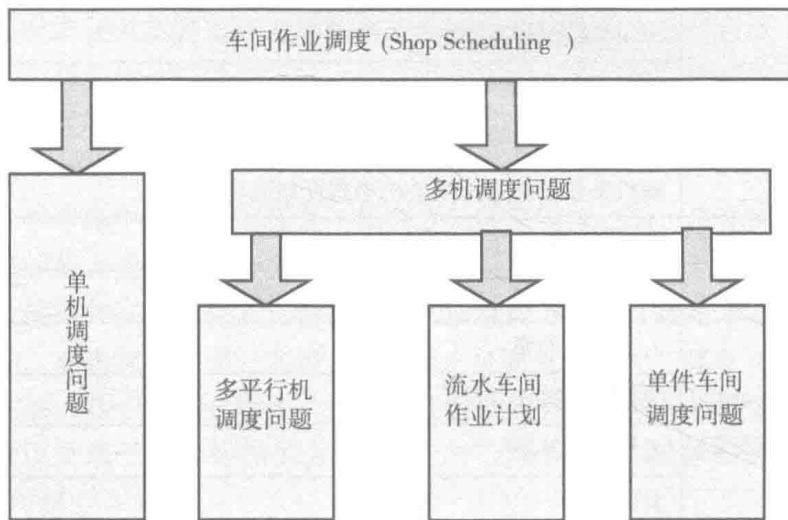 车间作业调度 (Shop Scheduling )
多机调度问题
单机调度问题
多平行机
调度问题
流水车间
作业计划
单件车间
调度问题